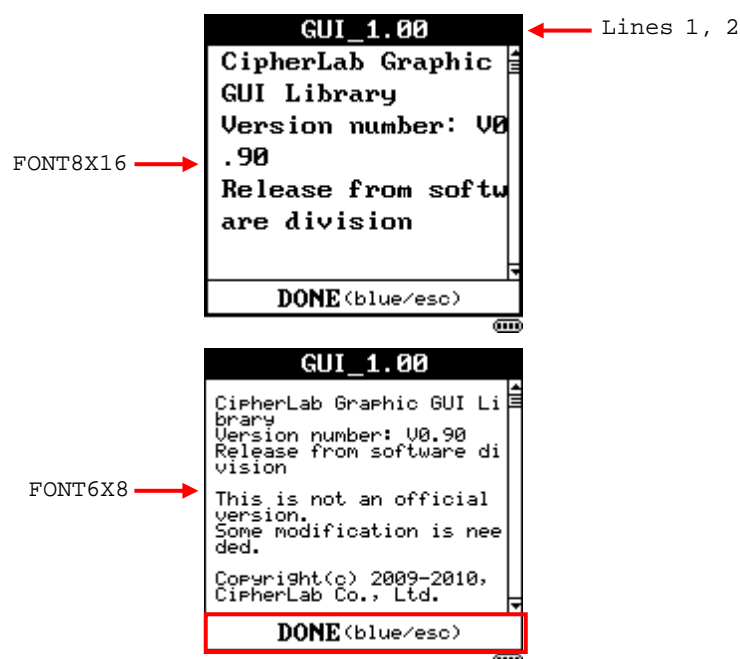 GUI_1.00
Lines 1, 2
CipherLab Graphic
GUI Library
Version number: V0
.90
FONT8X16
Release from softw
are division
DONE(blue/esc)
GUI_1.00
CipherLab Graphic GUI Li
brary
Version number: V0.90
Release from software di
vision
FONT6X8
This is not an official
version.
Some modification is nee
ded.
Copyright(c) 2009-2010,
CipherLab Co., Ltd.
DONE(blue/esc)